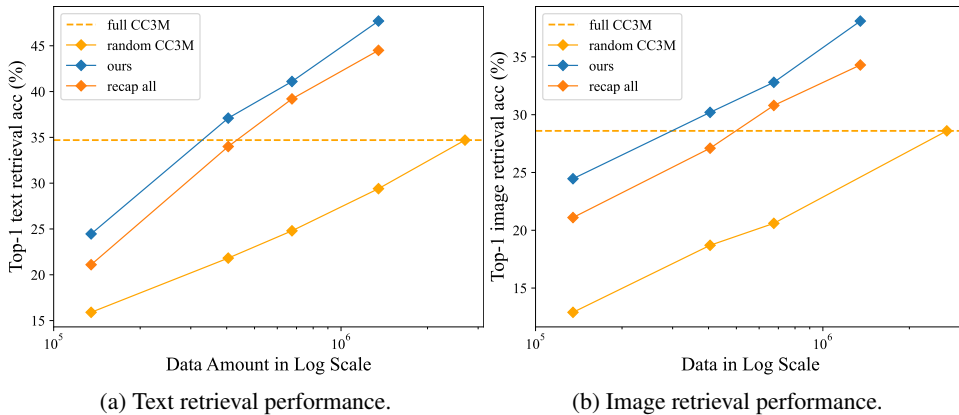 full CC3M
random CC3M
ours
recap all
Top-1 text retrieval acc (%)
45
40
35
30
25
20
15
10^5
10^6
Data Amount in Log Scale
(a) Text retrieval performance.
full CC3M
random CC3M
ours
recap all
Top-1 image retrieval acc (%)
35
30
25
20
15
10^5
10^6
Data in Log Scale
(b) Image retrieval performance.